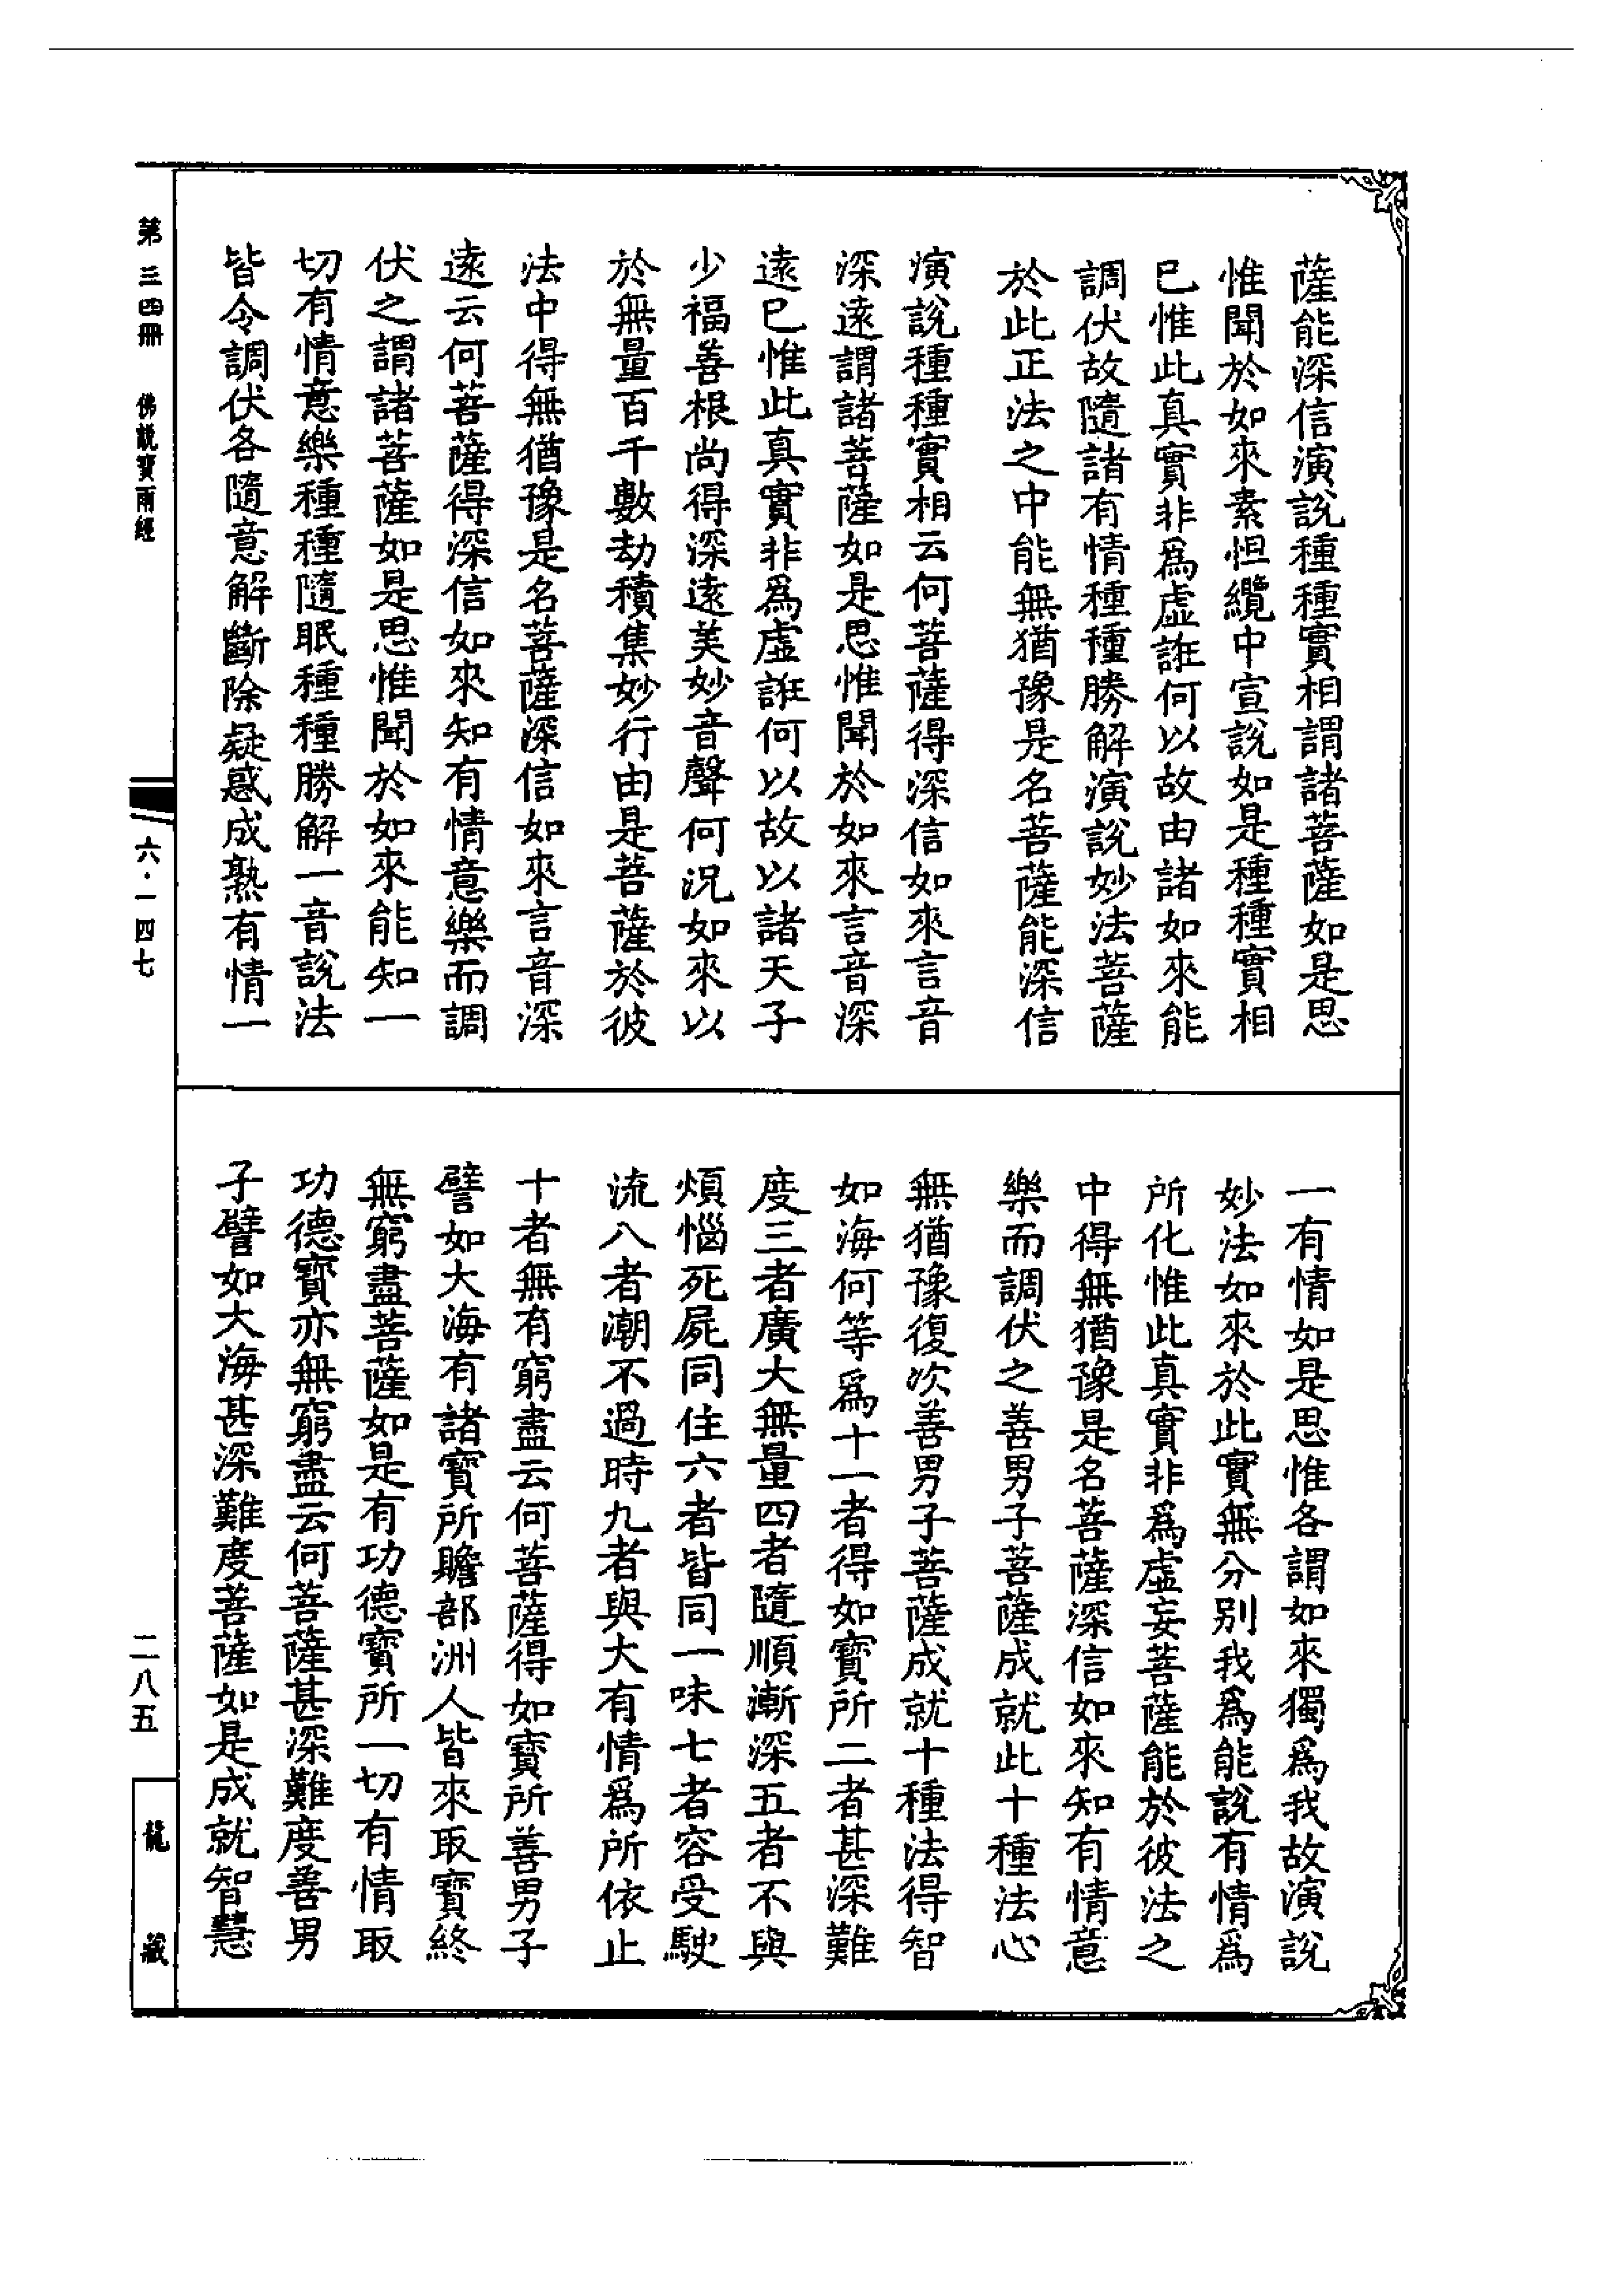 薩能深信演說種種實相謂諸菩薩如是思
惟聞於如來素怛纜中宣說如是種種實相
已惟此真實非為虛誑何以故由諸如來能
調伏故隨諸有情種種勝解演說妙法菩薩
於此正法之中能無猶豫是名菩薩能深信
演說種種實相云何菩薩得深信如來言音
深遠謂諸菩薩如是思惟聞於如來言音深
遠已惟此真實非為虛誑何以故以諸天子
少福善根尚得深遠美妙音聲何況如來以
於無量百千數劫積集妙行由是菩薩於彼
法中得無猶豫是名菩薩深信如來言音深
遠云何菩薩得深信如來知有情意樂而調
伏之謂諸菩薩如是思惟聞於如來能知一
切有情意樂種種隨眠種種勝解一音說法
皆令調伏各隨意解斷除疑惑成熟有情一
一有情如是思惟各謂如來獨為我故演說
妙法如來於此實無分別我為能說有情為
所化惟此真實非為虛妄菩薩能於彼法之
中得無猶豫是名菩薩深信如來知有情意
樂而調伏之善男子菩薩成就此十種法心
無猶豫復次善男子菩薩成就十種法得智
如海何等為十一者得如寶所二者甚深難
度三者廣大無量四者隨順漸深五者不與
煩惱死屍同住六者皆同一味七者容受駛
流八者潮不過時九者與大有情為所依止
十者無有窮盡云何菩薩得如寶所善男子
譬如大海有諸寶所贍部洲人皆來取寶終
無窮盡菩薩如是有功德寶所一切有情取
功德寶亦無窮盡云何菩薩甚深難度善男
子譬如大海甚深難度菩薩如是成就智慧
第三四冊 佛說寶雨經
六·一四七
二八五
龍藏